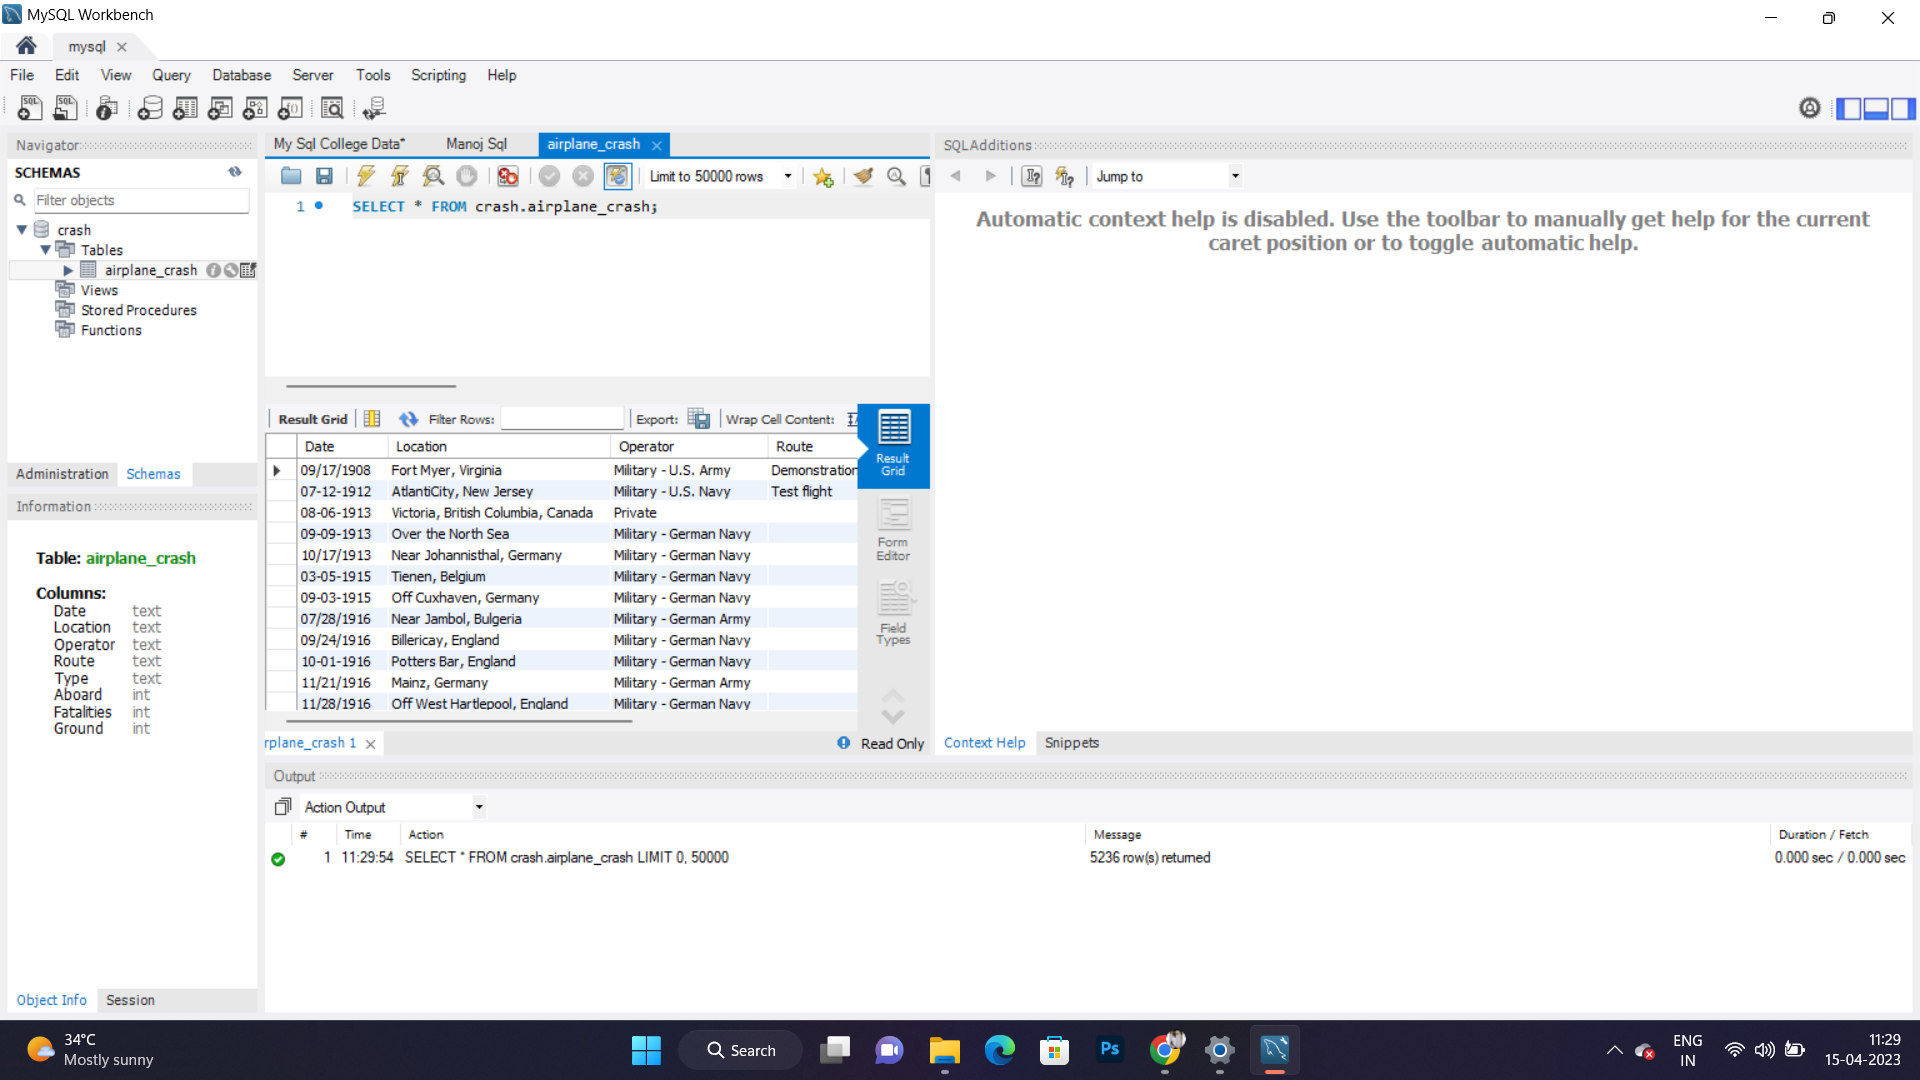 MySQL Workbench
mysql
File Edit View Query Database Server Tools Scripting Help
Navigator
SCHEMAS
Filter objects
crash
Tables
airplane_crash
Views
Stored Procedures
Functions
Administration Schemas
Information
Table: airplane_crash
Columns:
Date text
Location text
Operator text
Route text
Type text
Aboard int
Fatalities int
Ground int
Object Info Session
My Sql College Data* Manoj Sql airplane_crash
Limit to 50000 rows
1 SELECT * FROM crash.airplane_crash;
Result Grid Filter Rows: Export: Wrap Cell Content:
Date Location Operator Route
09/17/1908 Fort Myer, Virginia Military - U.S. Army Demonstration
07-12-1912 AtlantiCity, New Jersey Military - U.S. Navy Test flight
08-06-1913 Victoria, British Columbia, Canada Private
09-09-1913 Over the North Sea Military - German Navy
10/17/1913 Near Johannisthal, Germany Military - German Navy
03-05-1915 Tienen, Belgium Military - German Navy
09-03-1915 Off Cuxhaven, Germany Military - German Navy
07/28/1916 Near Jambol, Bulgeria Military - German Army
09/24/1916 Billericay, England Military - German Navy
10-01-1916 Potters Bar, England Military - German Navy
11/21/1916 Mainz, Germany Military - German Army
11/28/1916 Off West Hartlepool, England Military - German Navy
Result
Grid
Form
Editor
Field
Types
rplane_crash 1
Read Only
SQLAdditions
Jump to
Automatic context help is disabled. Use the toolbar to manually get help for the current
caret position or to toggle automatic help.
Context Help Snippets
Output
Action Output
# Time Action Message Duration / Fetch
1 11:29:54 SELECT * FROM crash.airplane_crash LIMIT 0, 50000 5236 row(s) returned 0.000 sec / 0.000 sec
34°C
Mostly sunny
Search
Ps
ENG
IN
11:29
15-04-2023